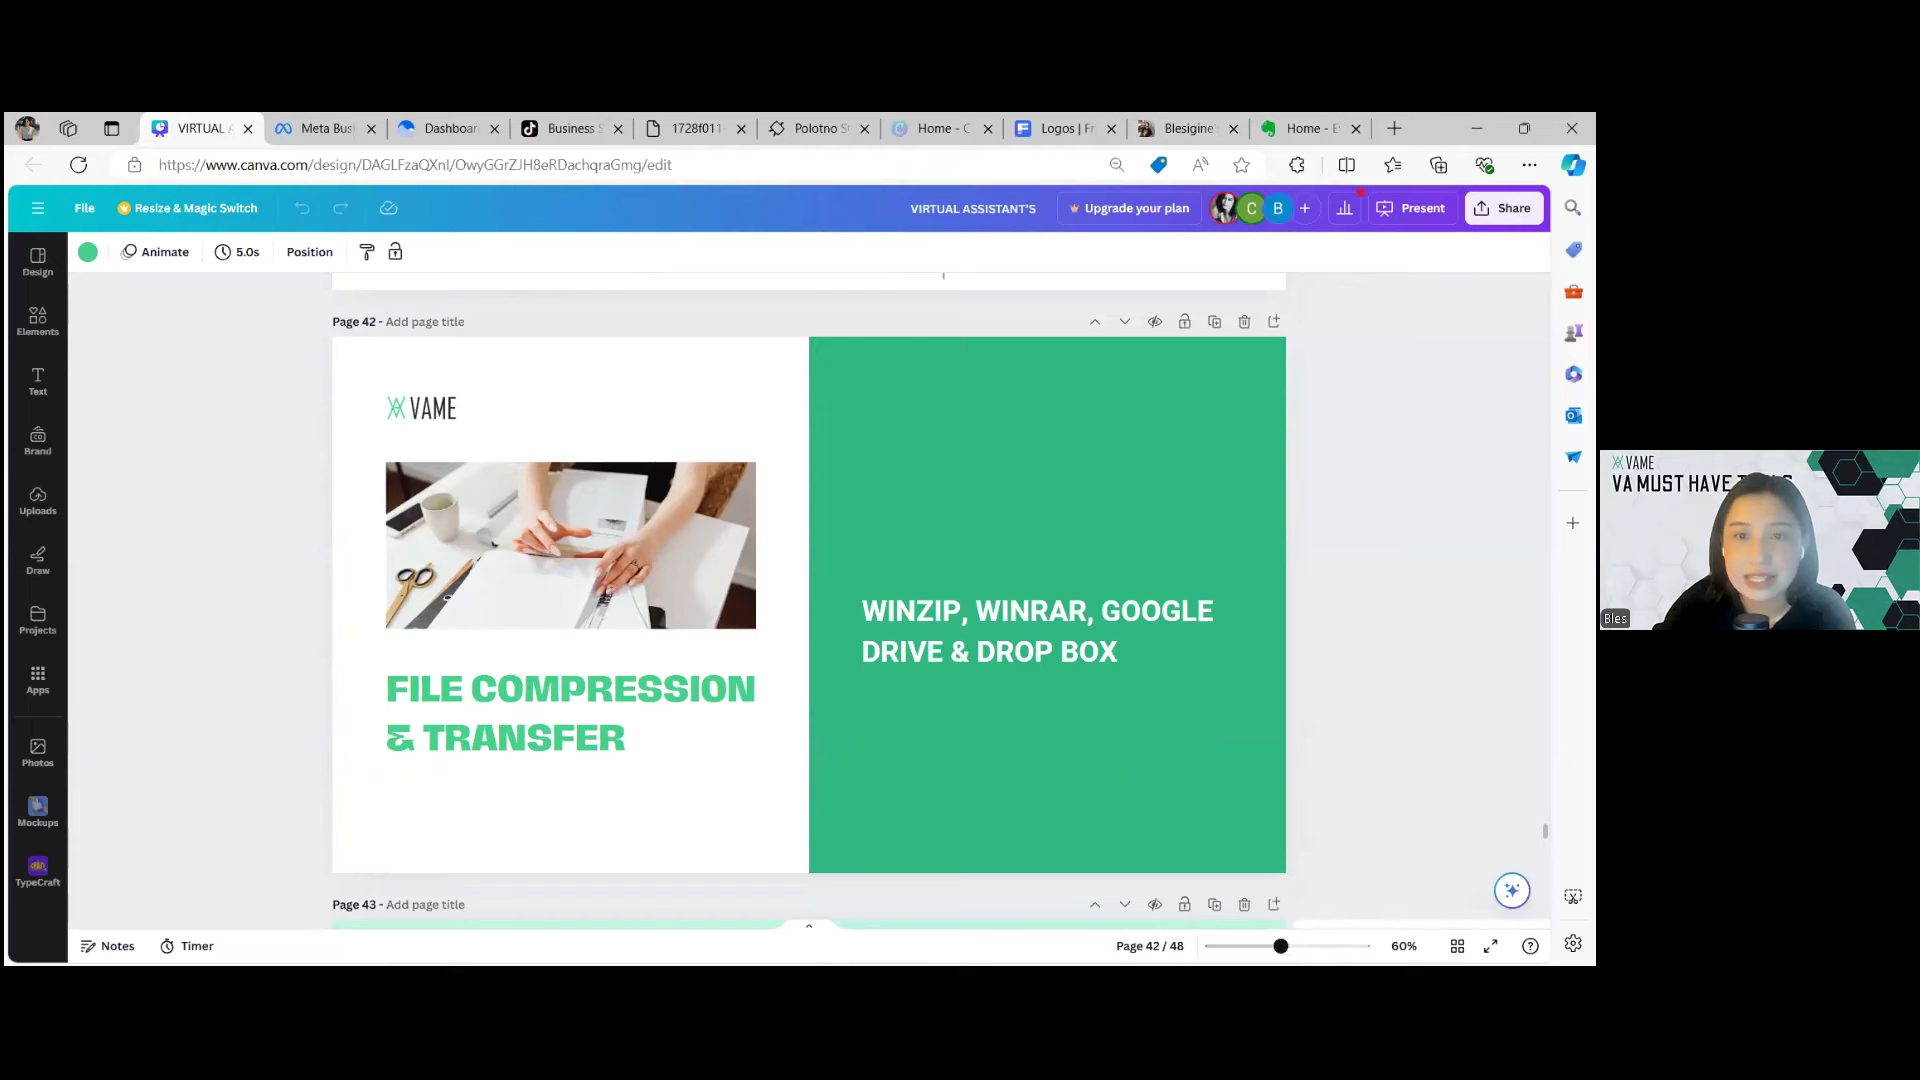 VIRTUAL A
Meta Bus
Dashboar
Business S
1728f011-
Polotno S
Home - C
Logos | Fr
Blesigine'
Home - E
https://www.canva.com/design/DAGLFzaQXnI/OwyGGrZJH8eRDachqraGmg/edit
File
Resize & Magic Switch
VIRTUAL ASSISTANT'S
Upgrade your plan
C
B
Present
Share
Animate
5.0s
Position
Design
Elements
Text
Brand
Uploads
Draw
Projects
Apps
Photos
Mockups
TypeCraft
Page 42 - Add page title
VAME
FILE COMPRESSION
& TRANSFER
WINZIP, WINRAR, GOOGLE
DRIVE & DROP BOX
Page 43 - Add page title
Notes
Timer
Page 42 / 48
60%
VAME
VA MUST HAVE
Bles